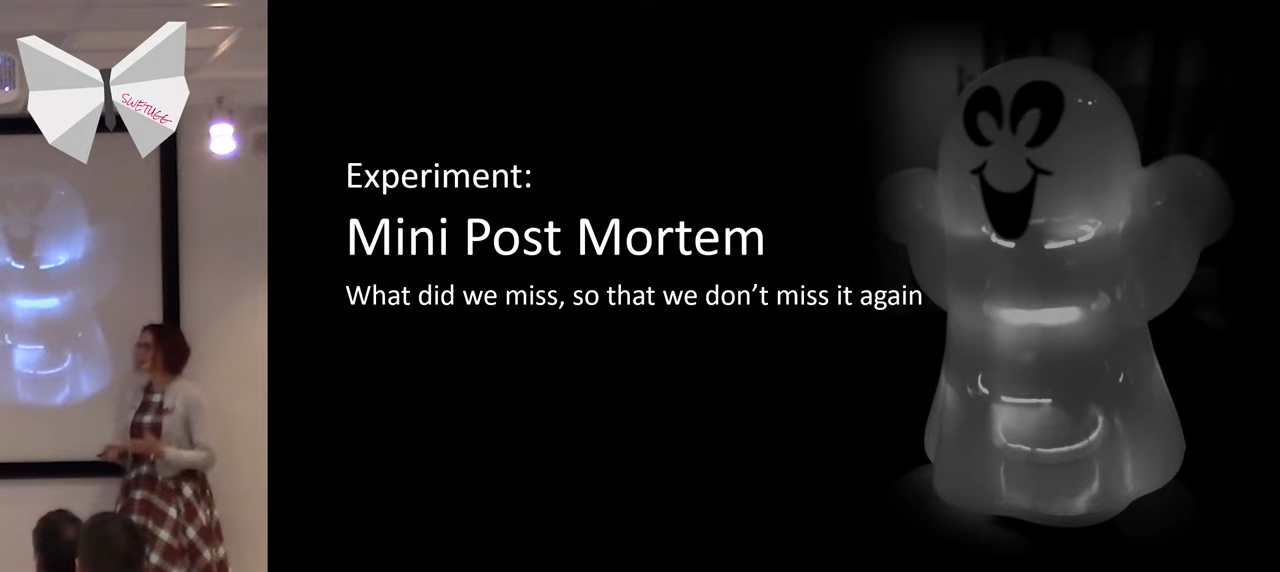 SWETUGG
Experiment:
Mini Post Mortem
What did we miss, so that we don’t miss it again